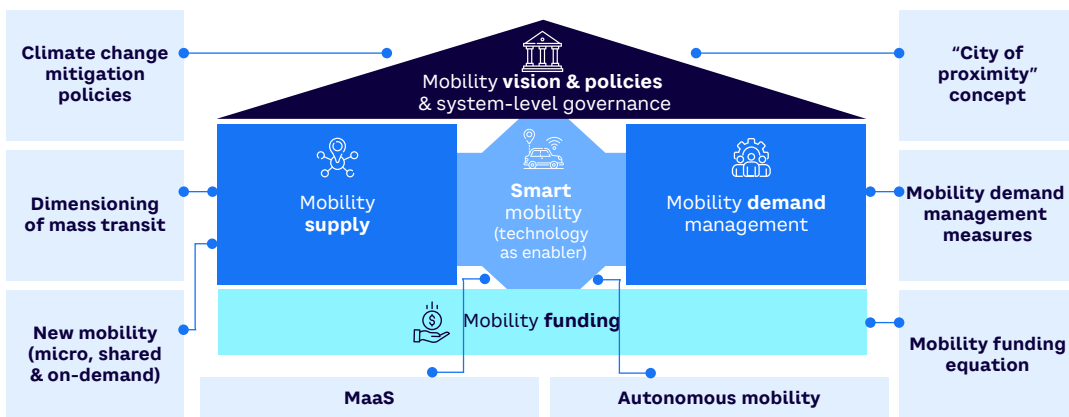 Climate change
mitigation
policies
Mobility vision & policies
& system-level governance
“City of
proximity”
concept
Dimensioning
of mass transit
Mobility
supply
Smart
mobility
(technology
as enabler)
Mobility demand
management
Mobility demand
management
measures
New mobility
(micro, shared
& on-demand)
$
Mobility funding
Mobility funding
equation
MaaS
Autonomous mobility